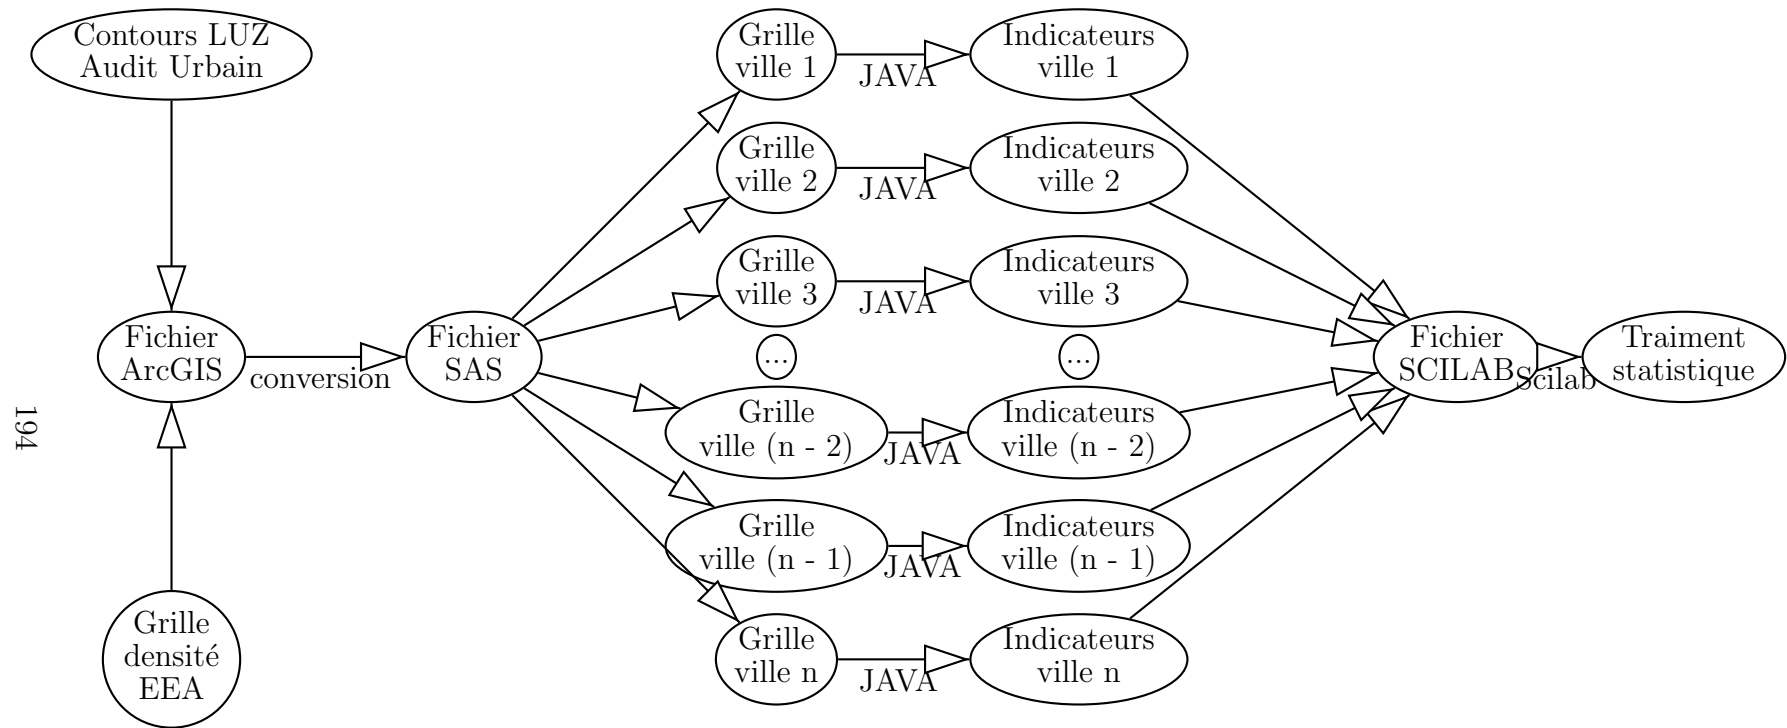 Contours LUZ
Audit Urbain
Fichier
ArcGIS
Grille
densité
EEA
conversion
Fichier
SAS
Grille
ville 1
JAVA
Indicateurs
ville 1
Grille
ville 2
JAVA
Indicateurs
ville 2
Grille
ville 3
JAVA
Indicateurs
ville 3
...
...
Grille
ville (n - 2)
JAVA
Indicateurs
ville (n - 2)
Grille
ville (n - 1)
JAVA
Indicateurs
ville (n - 1)
Grille
ville n
JAVA
Indicateurs
ville n
Fichier
SCILAB
Scilab
Traiment
statistique
194